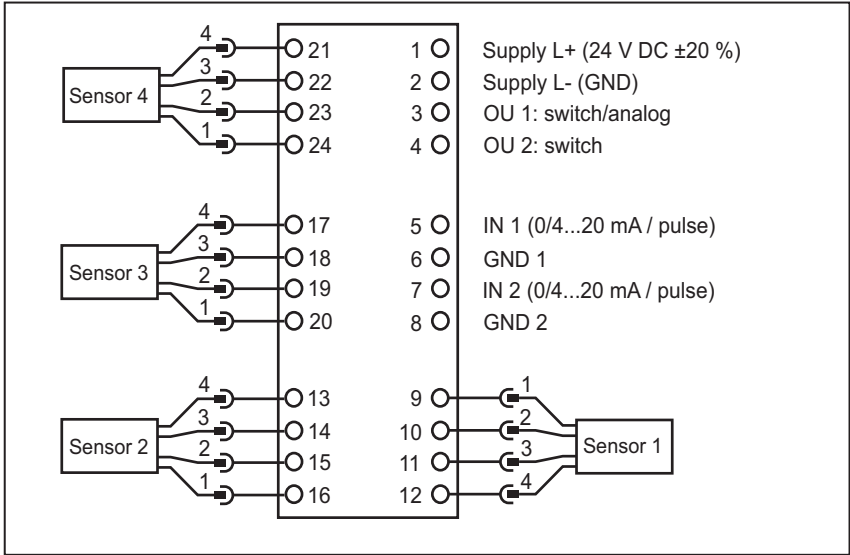 4 21 1 Supply L+ (24 V DC ±20 %)
3 22 2 Supply L- (GND)
Sensor 4
2 23 3 OU 1: switch/analog
1 24 4 OU 2: switch
4 17 5 IN 1 (0/4...20 mA / pulse)
3 18 6 GND 1
Sensor 3
2 19 7 IN 2 (0/4...20 mA / pulse)
1 20 8 GND 2
4 13 9 1
3 14 10 2
Sensor 2 Sensor 1
2 15 11 3
1 16 12 4